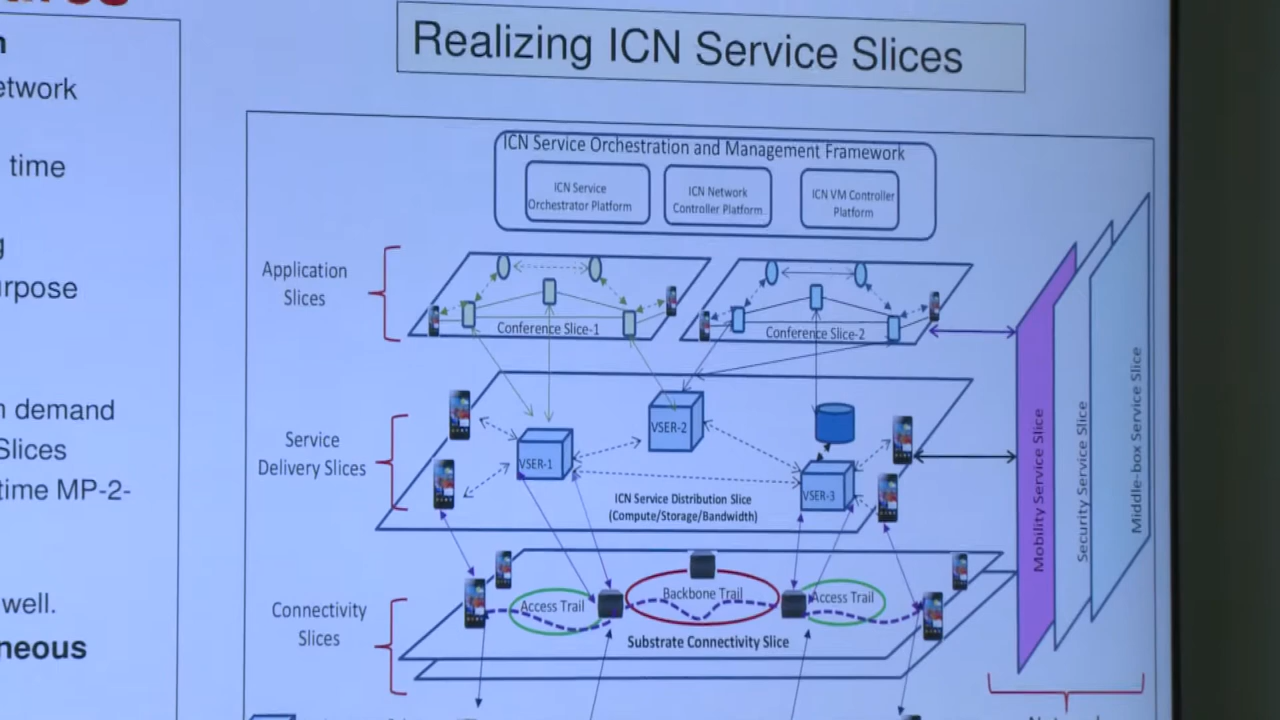 Realizing ICN Service Slices
time
demand
Slices
time MP-2-
well.
ICN Service Orchestration and Management Framework
ICN Service
Orchestrator Platform
ICN Network
Controller Platform
ICN VM Controller
Platform
Application
Slices
Conference Slice-1
Conference Slice-2
Service
Delivery Slices
VSER-1
VSER-2
VSER-3
ICN Service Distribution Slice
(Compute/Storage/Bandwidth)
Connectivity
Slices
Access Trail
Backbone Trail
Access Trail
Substrate Connectivity Slice
Mobility Service Slice
Security Service Slice
Middle-box Service Slice